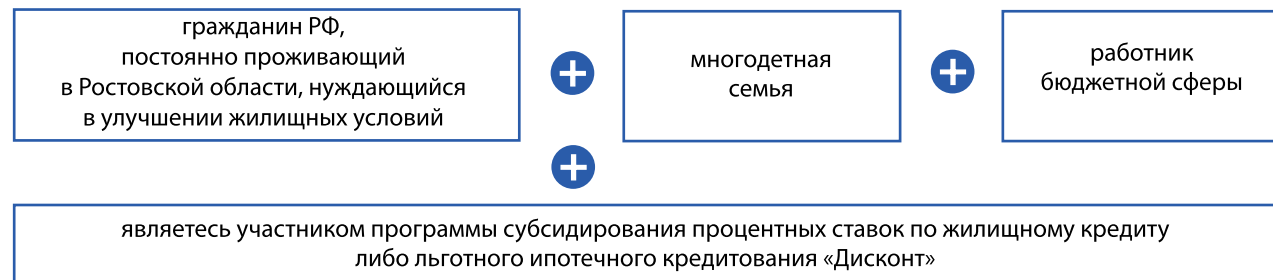 гражданин РФ,
постоянно проживающий
в Ростовской области, нуждающийся
в улучшении жилищных условий
+
многодетная
семья
+
работник
бюджетной сферы
+
являетесь участником программы субсидирования процентных ставок по жилищному кредиту
либо льготного ипотечного кредитования «Дисконт»